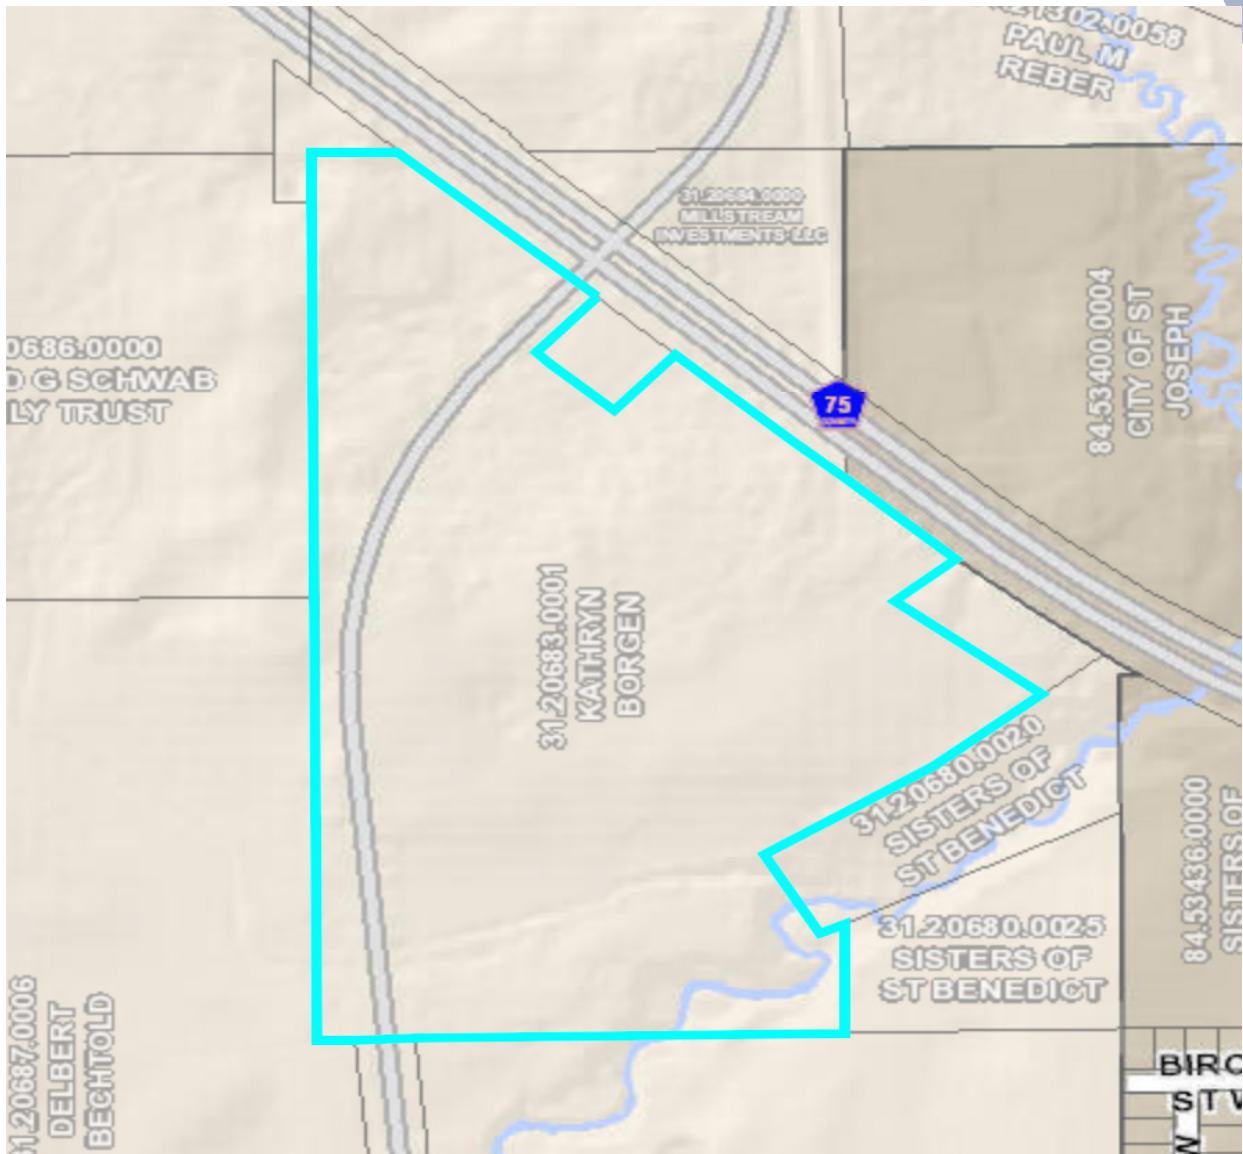 PAUL M
REBER
31.20684.0000
MILLSTREAM
INVESTMENTS LLC
84.53400.0004
CITY OF ST
JOSEPH
0686.0000
D G SCHWAB
LY TRUST
75
COUNTY
31.20683.0001
KATHRYN
BORGEN
31.20680.0020
SISTERS OF
ST BENEDICT
84.53436.0000
SISTERS OF
31.20680.0025
SISTERS OF
ST BENEDICT
31.20687.0006
DELBERT
BECHTOLD
BIRC
ST W